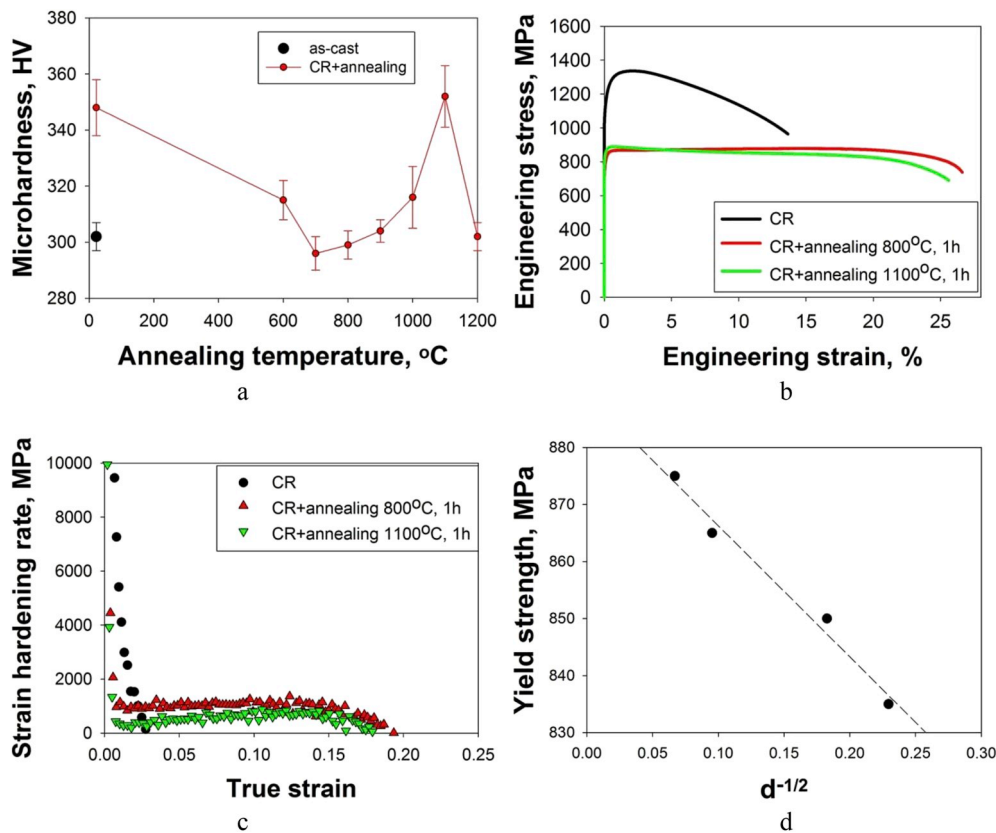 380
360
340
320
300
280
0 200 400 600 800 1000 1200
Microhardness, HV
as-cast
CR+annealing
Annealing temperature, ᵒC
a
1600
1400
1200
1000
800
600
400
200
0
0 5 10 15 20 25
Engineering stress, MPa
CR
CR+annealing 800ᴼC, 1h
CR+annealing 1100ᴼC, 1h
Engineering strain, %
b
10000
8000
6000
4000
2000
0
0.00 0.05 0.10 0.15 0.20 0.25
Strain hardening rate, MPa
CR
CR+annealing 800ᴼC, 1h
CR+annealing 1100ᴼC, 1h
True strain
c
880
870
860
850
840
830
0.00 0.05 0.10 0.15 0.20 0.25 0.30
Yield strength, MPa
d⁻¹/²
d